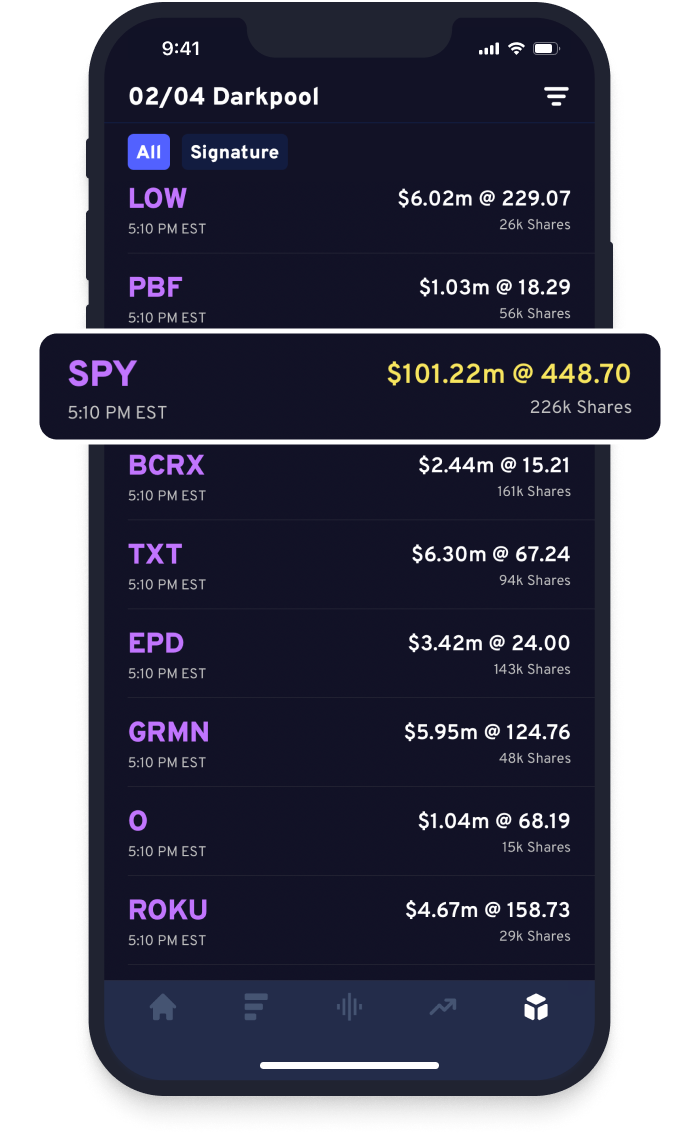 9:41
02/04 Darkpool
All Signature
LOW $6.02m @ 229.07
5:10 PM EST 26k Shares
PBF $1.03m @ 18.29
5:10 PM EST 56k Shares
SPY $101.22m @ 448.70
5:10 PM EST 226k Shares
BCRX $2.44m @ 15.21
5:10 PM EST 161k Shares
TXT $6.30m @ 67.24
5:10 PM EST 94k Shares
EPD $3.42m @ 24.00
5:10 PM EST 143k Shares
GRMN $5.95m @ 124.76
5:10 PM EST 48k Shares
O $1.04m @ 68.19
5:10 PM EST 15k Shares
ROKU $4.67m @ 158.73
5:10 PM EST 29k Shares